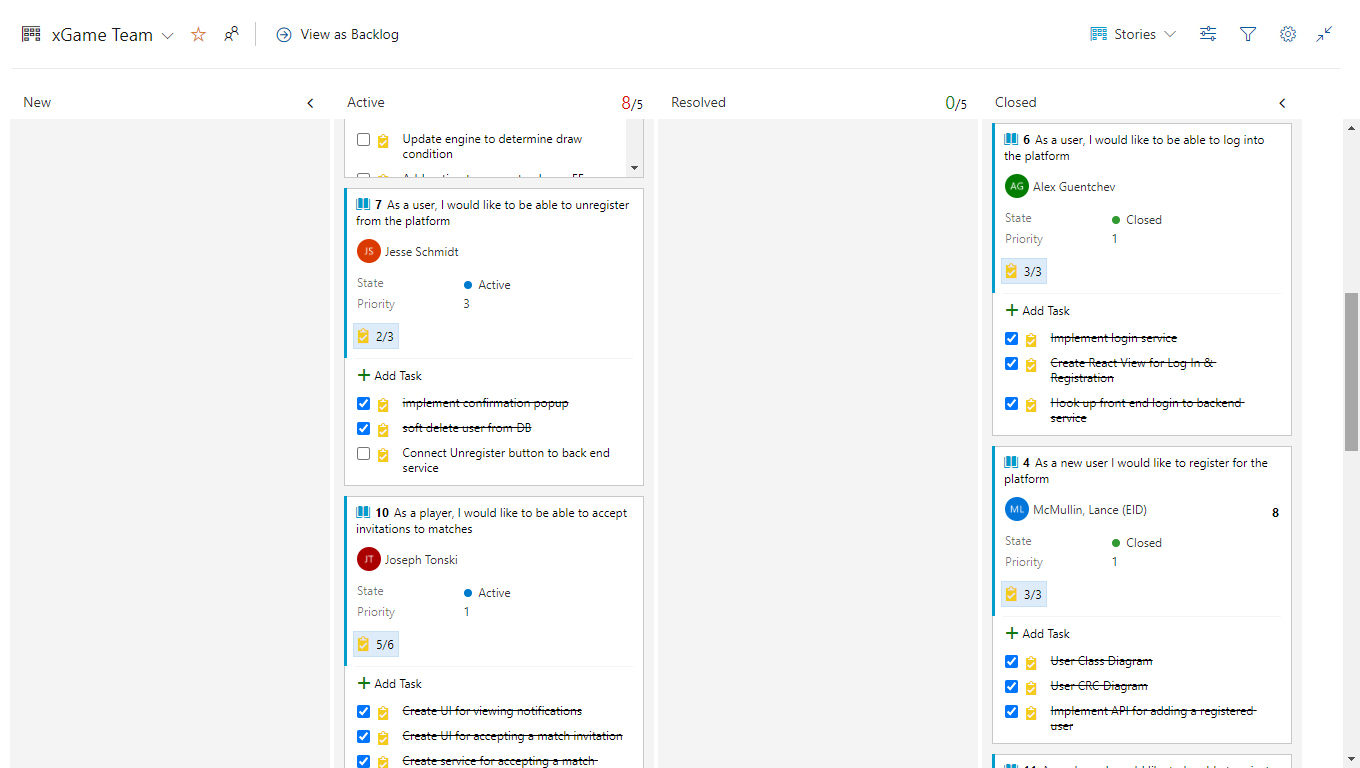 xGame Team
View as Backlog
Stories
New
Active
8/5
Resolved
0/5
Closed
Update engine to determine draw
condition
7 As a user, I would like to be able to unregister
from the platform
JS Jesse Schmidt
State Active
Priority 3
2/3
Add Task
implement confirmation popup
soft delete user from DB
Connect Unregister button to back end
service
10 As a player, I would like to be able to accept
invitations to matches
JT Joseph Tonski
State Active
Priority 1
5/6
Add Task
Create UI for viewing notifications
Create UI for accepting a match invitation
Create service for accepting a match
6 As a user, I would like to be able to log into
the platform
AG Alex Guentchev
State Closed
Priority 1
3/3
Add Task
Implement login service
Create React View for Log In &
Registration
Hook up front end login to backend
service
4 As a new user I would like to register for the
platform
ML McMullin, Lance (EID) 8
State Closed
Priority 1
3/3
Add Task
User Class Diagram
User CRC Diagram
Implement API for adding a registered
user